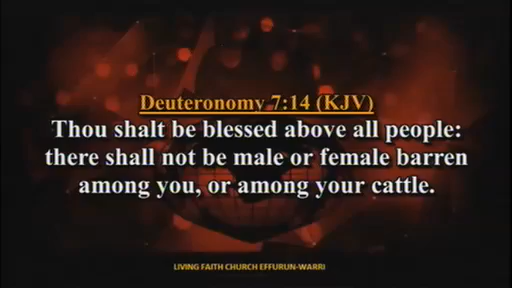 Deuteronomy 7:14 (KJV)
Thou shalt be blessed above all people:
there shall not be male or female barren
among you, or among your cattle.
LIVING FAITH CHURCH EFFURUN-WARRI